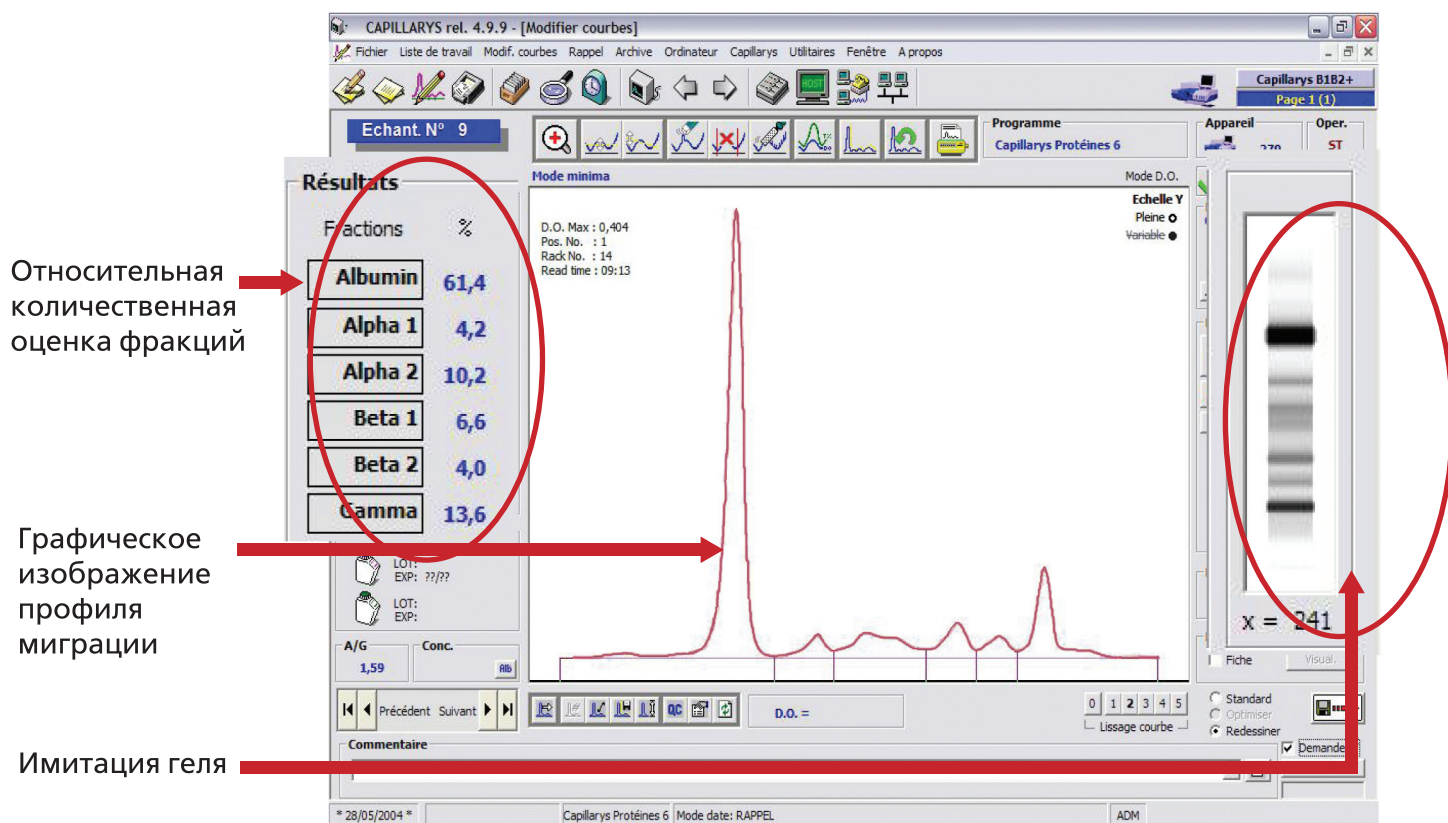 CAPILLARYS rel. 4.9.9 - [Modifier courbes]
Fichier Liste de travail Modif. courbes Rappel Archive Ordinateur Capillarys Utilitaires Fenêtre A propos
HOST
Capillarys B1B2+
Page 1 (1)
Echant. N° 9
Programme
Capillarys Protéines 6
Appareil
Oper.
ST
Résultats
Fractions %
Albumin 61,4
Alpha 1 4,2
Alpha 2 10,2
Beta 1 6,6
Beta 2 4,0
Gamma 13,6
Mode minima
Mode D.O.
Echelle Y
Pleine
Variable
D.O. Max : 0,404
Pos. No. : 1
Rack No. : 14
Read time : 09:13
Относительная
количественная
оценка фракций
Графическое
изображение
профиля
миграции
Имитация геля
LOT:
EXP: ??/??
LOT:
EXP:
A/G
1,59
Conc.
Alb
x = 241
Fiche
Visual.
Précédent Suivant
QC
D.O. =
0 1 2 3 4 5
Lissage courbe
Standard
Optimiser
Redessiner
Commentaire
* 28/05/2004 *
Capillarys Protéines 6
Mode date: RAPPEL
ADM